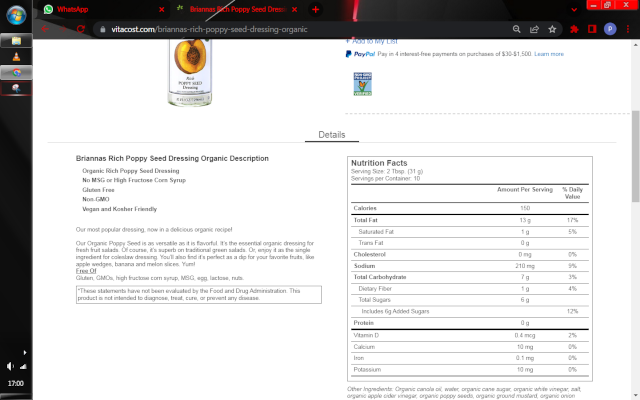 WhatsApp
Briannas Rich Poppy Seed Dress
vitacost.com/briannas-rich-poppy-seed-dressing-organic
P
+ Add to My List
PayPal Pay in 4 interest-free payments on purchases of $30-$1,500. Learn more
Rich
POPPY SEED
Dressing
NON GMO
VERIFIED
Details
Briannas Rich Poppy Seed Dressing Organic Description
Organic Rich Poppy Seed Dressing
No MSG or High Fructose Corn Syrup
Gluten Free
Non-GMO
Vegan and Kosher Friendly
Our most popular dressing, now in a delicious organic recipe!
Our Organic Poppy Seed is as versatile as it is flavorful. It's the essential organic dressing for
fresh fruit salads. Of course, it's superb on traditional green salads. Or, enjoy it as the single
ingredient for coleslaw dressing. You'll also find it's perfect as a dip for your favorite fruits, like
apple wedges, banana and melon slices. Yum!
Free Of
Gluten, GMOs, high fructose corn syrup, MSG, egg, lactose, nuts.
*These statements have not been evaluated by the Food and Drug Administration. This
product is not intended to diagnose, treat, cure, or prevent any disease.
Nutrition Facts
Serving Size: 2 Tbsp. (31 g)
Servings per Container: 10
Amount Per Serving % Daily
Value
Calories 150
Total Fat 13 g 17%
Saturated Fat 1 g 5%
Trans Fat 0 g
Cholesterol 0 mg 0%
Sodium 210 mg 9%
Total Carbohydrate 7 g 3%
Dietary Fiber 1 g 4%
Total Sugars 6 g
Includes 6g Added Sugars 12%
Protein 0 g
Vitamin D 0.4 mcg 2%
Calcium 10 mg 0%
Iron 0.1 mg 0%
Potassium 10 mg 0%
Other Ingredients: Organic canola oil, water, organic cane sugar, organic white vinegar, salt,
organic apple cider vinegar, organic poppy seeds, organic ground mustard, organic onion
17:00